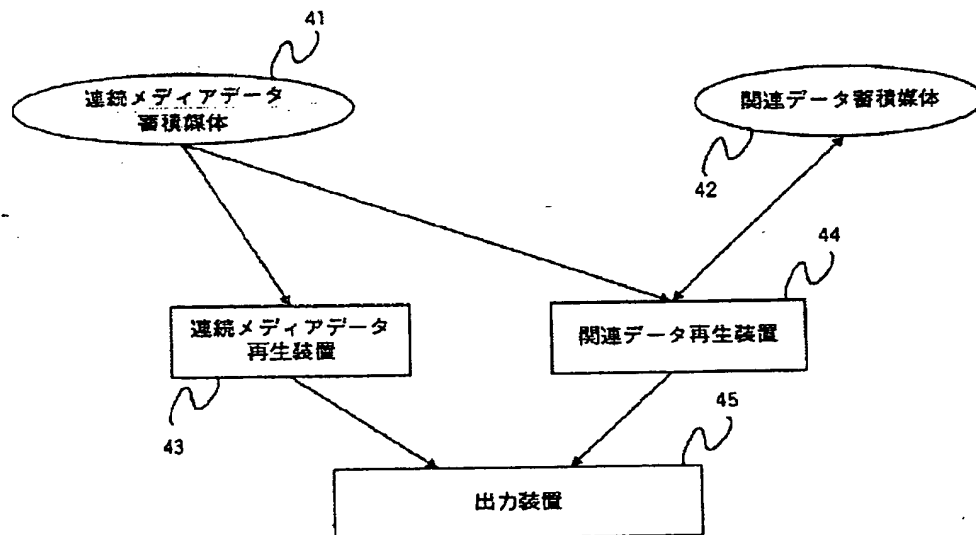 41
連続メディアデータ
蓄積媒体
関連データ蓄積媒体
42
44
連続メディアデータ
再生装置
関連データ再生装置
43
45
出力装置